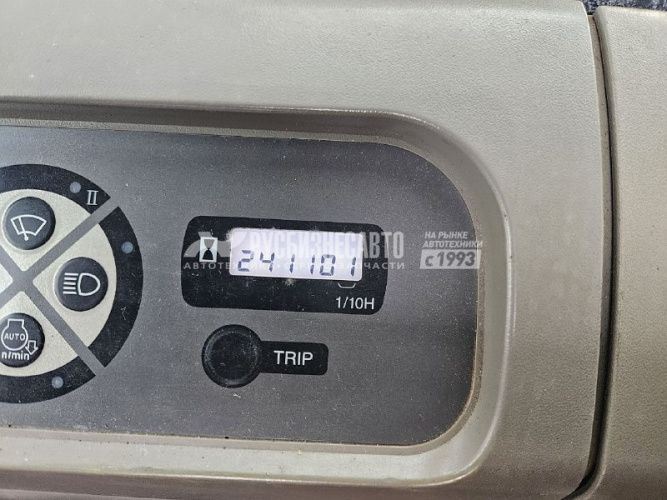 II
РУСБИЗНЕСАВТО
НА РЫНКЕ
АВТОТЕХНИКИ
с 1993
241101
1/10H
AUTO
n/min
TRIP